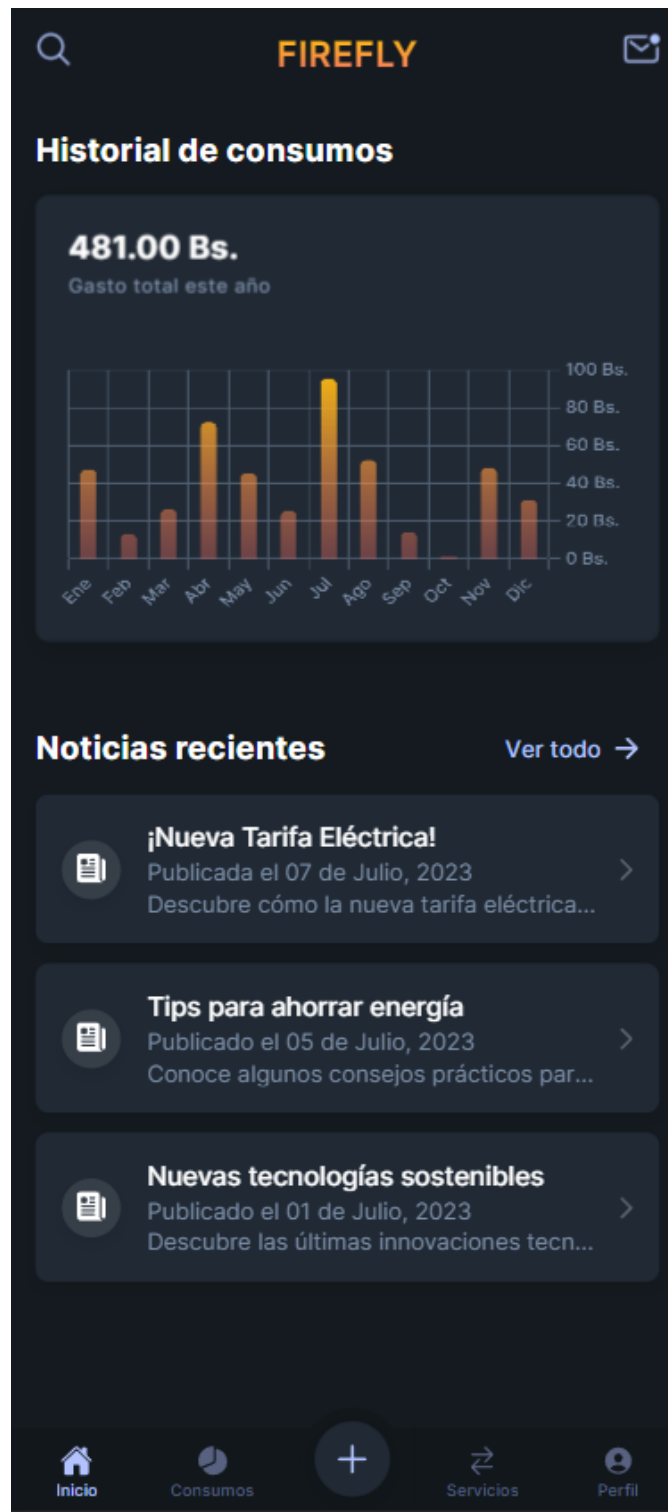 FIREFLY
Historial de consumos
481.00 Bs.
Gasto total este año
100 Bs.
80 Bs.
60 Bs.
40 Bs.
20 Bs.
0 Bs.
Ene Feb Mar Abr May Jun Jul Ago Sep Oct Nov Dic
Noticias recientes Ver todo
¡Nueva Tarifa Eléctrica!
Publicada el 07 de Julio, 2023
Descubre cómo la nueva tarifa eléctrica...
Tips para ahorrar energía
Publicado el 05 de Julio, 2023
Conoce algunos consejos prácticos par...
Nuevas tecnologías sostenibles
Publicado el 01 de Julio, 2023
Descubre las últimas innovaciones tecn...
Inicio Consumos Servicios Perfil